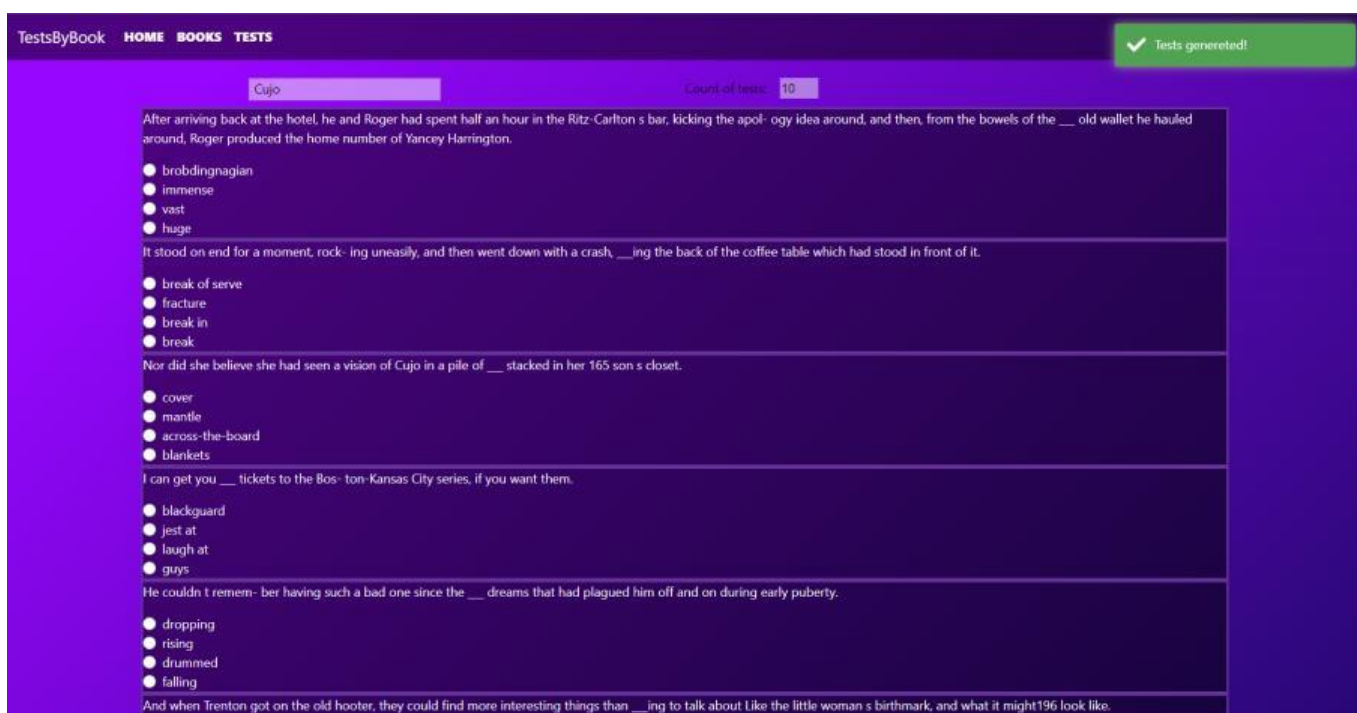 TestsByBook HOME BOOKS TESTS
Tests genereted!
Cujo
Count of tests: 10
After arriving back at the hotel, he and Roger had spent half an hour in the Ritz-Carlton s bar, kicking the apol- ogy idea around, and then, from the bowels of the __ old wallet he hauled
around, Roger produced the home number of Yancey Harrington.
brobdingnagian
immense
vast
huge
It stood on end for a moment, rock- ing uneasily, and then went down with a crash, __ing the back of the coffee table which had stood in front of it.
break of serve
fracture
break in
break
Nor did she believe she had seen a vision of Cujo in a pile of __ stacked in her 165 son s closet.
cover
mantle
across-the-board
blankets
I can get you __ tickets to the Bos- ton-Kansas City series, if you want them.
blackguard
jest at
laugh at
guys
He couldn t remem- ber having such a bad one since the __ dreams that had plagued him off and on during early puberty.
dropping
rising
drummed
falling
And when Trenton got on the old hooter, they could find more interesting things than __ing to talk about Like the little woman s birthmark, and what it might196 look like.